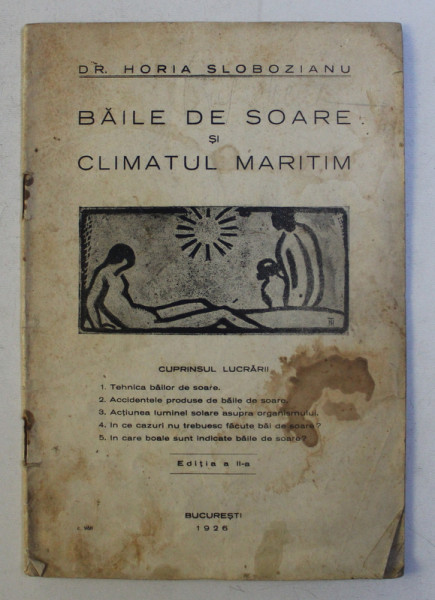 DR. HORIA SLOBOZIANU
BĂILE DE SOARE
ȘI
CLIMATUL MARITIM
CUPRINSUL LUCRĂRII
1. Tehnica băilor de soare.
2. Accidentele produse de băile de soare.
3. Acțiunea luminei solare asupra organismului.
4. In ce cazuri nu trebuesc făcute băi de soare?
5. In care boale sunt indicate băile de soare?
Ediția a II-a
BUCUREȘTI
1926